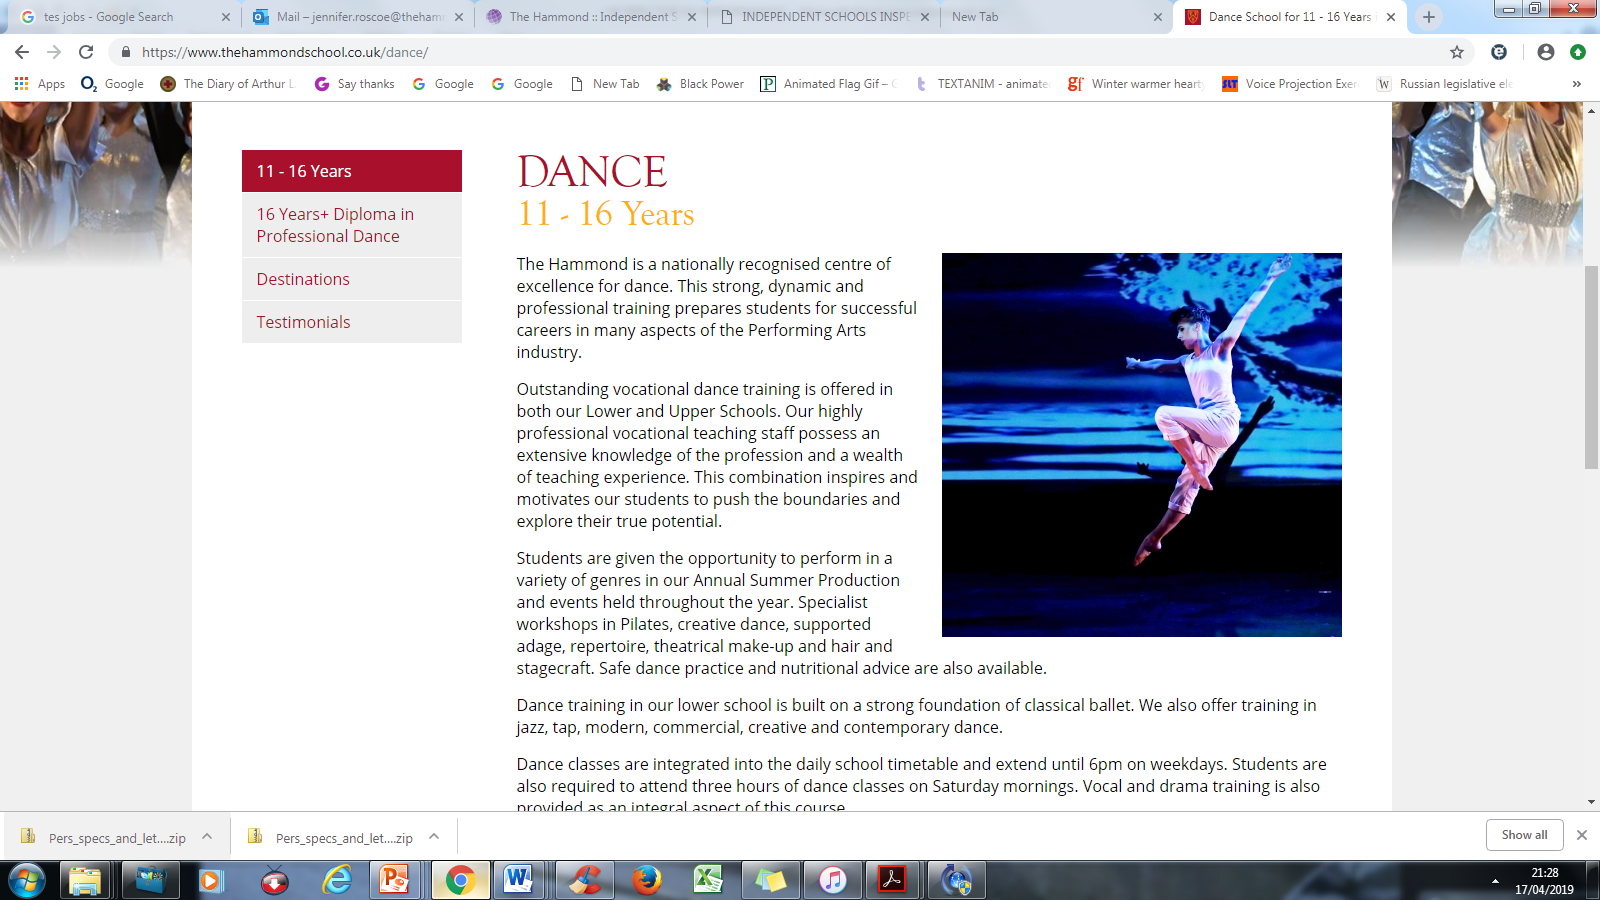 tes jobs - Google Search
Mail – jennifer.roscoe@theham
The Hammond :: Independent S
INDEPENDENT SCHOOLS INSPE
New Tab
Dance School for 11 - 16 Years
https://www.thehammondschool.co.uk/dance/
Apps
Google
The Diary of Arthur L
Say thanks
Google
Google
New Tab
Black Power
Animated Flag Gif – C
TEXTANIM - animate
Winter warmer heart
Voice Projection Exer
Russian legislative ele
»
11 - 16 Years
16 Years+ Diploma in
Professional Dance
Destinations
Testimonials
DANCE
11 - 16 Years
The Hammond is a nationally recognised centre of
excellence for dance. This strong, dynamic and
professional training prepares students for successful
careers in many aspects of the Performing Arts
industry.
Outstanding vocational dance training is offered in
both our Lower and Upper Schools. Our highly
professional vocational teaching staff possess an
extensive knowledge of the profession and a wealth
of teaching experience. This combination inspires and
motivates our students to push the boundaries and
explore their true potential.
Students are given the opportunity to perform in a
variety of genres in our Annual Summer Production
and events held throughout the year. Specialist
workshops in Pilates, creative dance, supported
adage, repertoire, theatrical make-up and hair and
stagecraft. Safe dance practice and nutritional advice are also available.
Dance training in our lower school is built on a strong foundation of classical ballet. We also offer training in
jazz, tap, modern, commercial, creative and contemporary dance.
Dance classes are integrated into the daily school timetable and extend until 6pm on weekdays. Students are
also required to attend three hours of dance classes on Saturday mornings. Vocal and drama training is also
provided as an integral aspect of this course.
Pers_specs_and_let....zip
Pers_specs_and_let....zip
Show all
21:28
17/04/2019